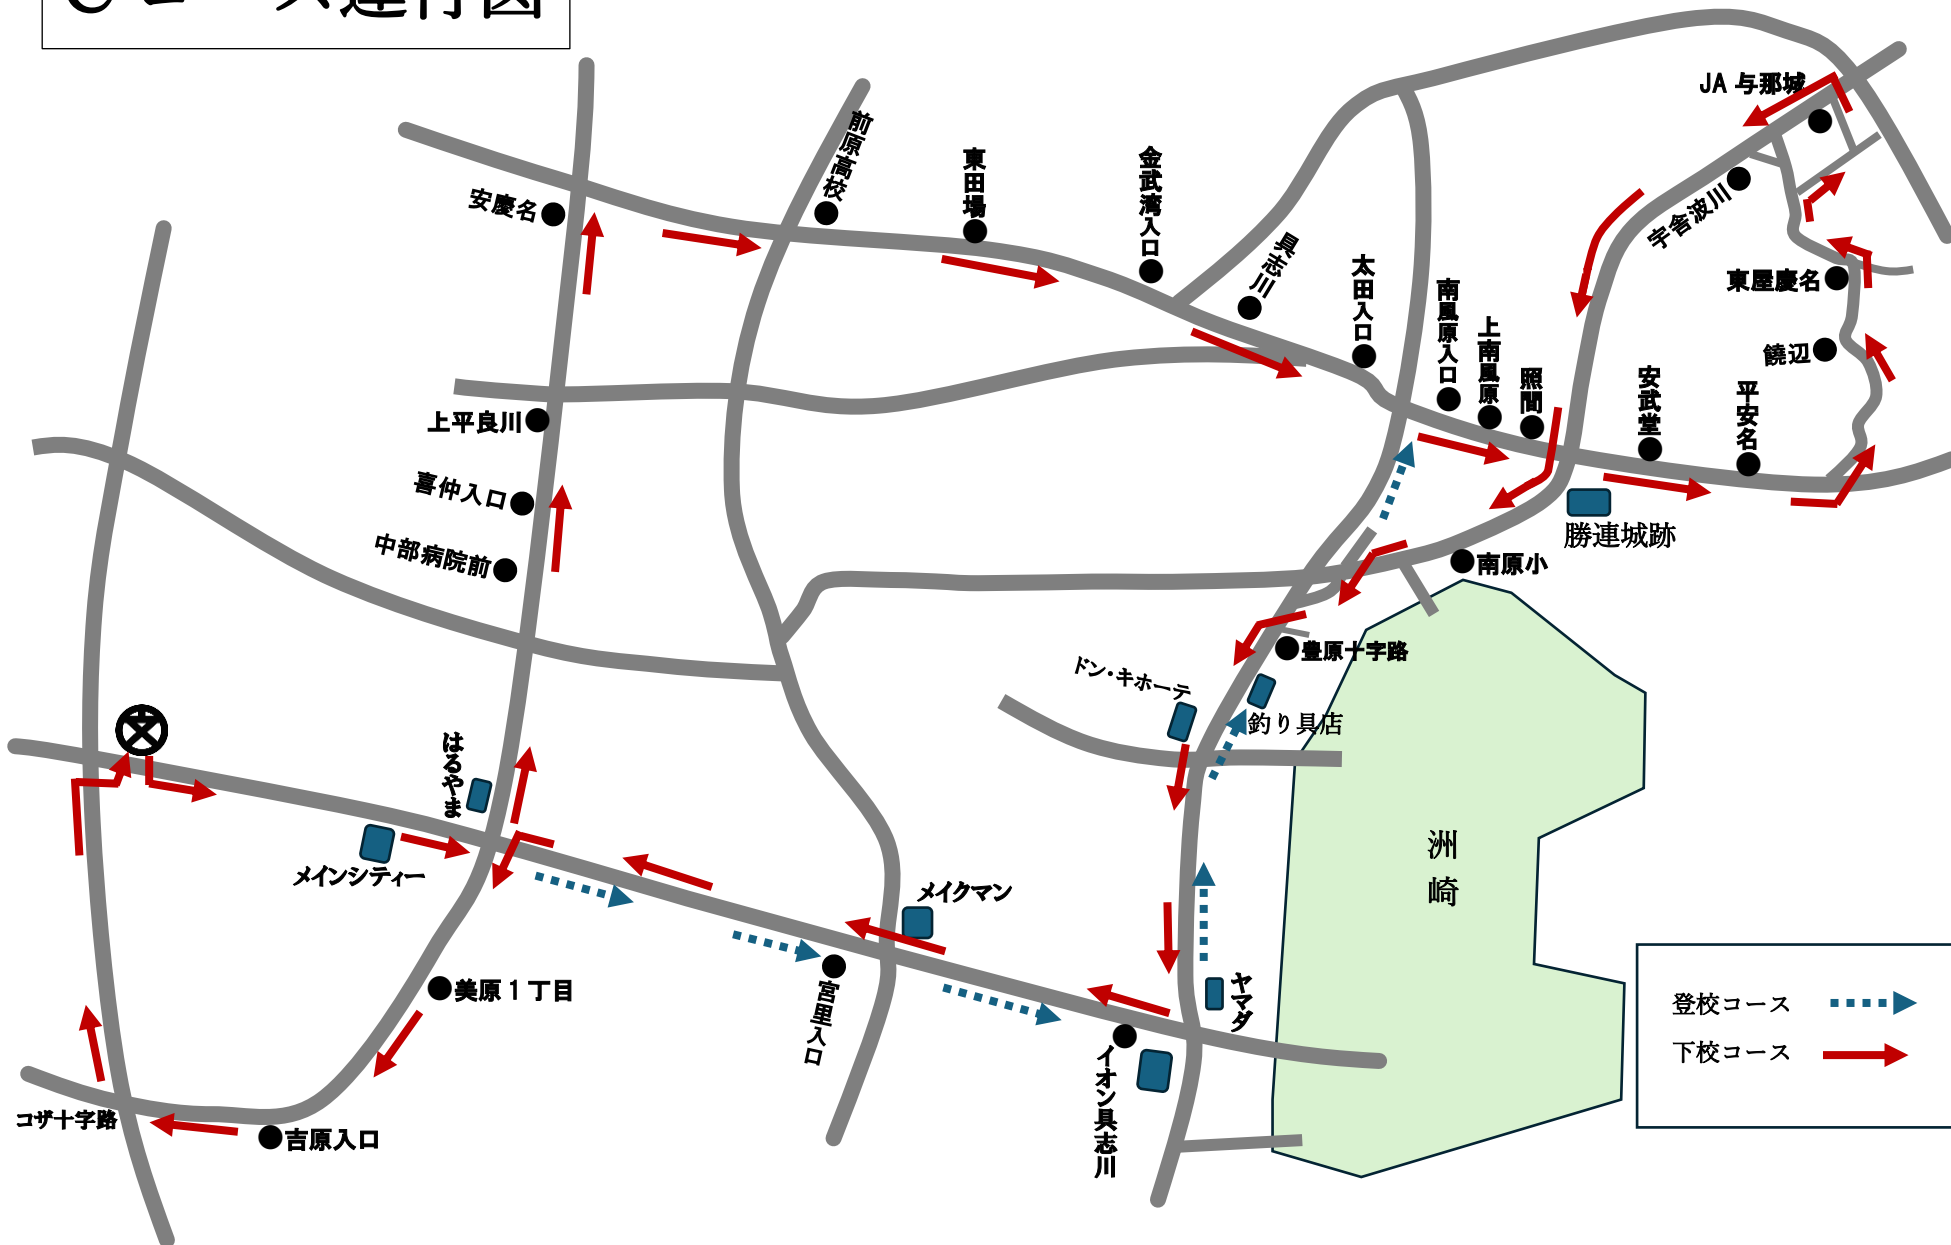 コース運行図
JA 与那城
前原高校
東田場
金武湾入口
安慶名
宇舎波川
具志川
太田入口
南風原入口
上南風原
照間
東屋慶名
饒辺
安武堂
平安名
上平良川
喜仲入口
中部病院前
勝連城跡
南原小
豊原十字路
ドン・キホーテ
釣り具店
はるやま
メインシティー
洲崎
メイクマン
宮里入口
美原１丁目
ヤマダ
イオン具志川
登校コース
下校コース
コザ十字路
吉原入口